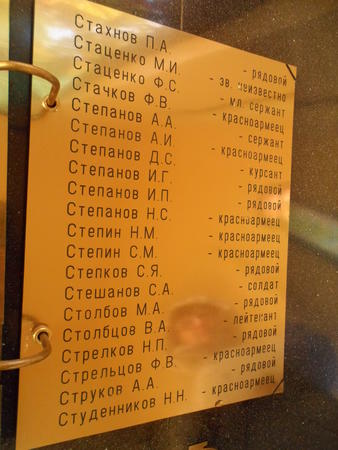 Стахнов П.А. - рядовой
Стаценко М.И. - зв. неизвестно
Стаценко Ф.С. - мл. сержант
Стачков Ф.В. - красноармеец
Степанов А.А. - сержант
Степанов А.И. - красноармеец
Степанов Д.С. - курсант
Степанов И.Г. - рядовой
Степанов И.П. - рядовой
Степанов Н.С. - красноармеец
Степин Н.М. - красноармеец
Степин С.М. - красноармеец
Степков С.Я. - рядовой
Стешанов С.А. - солдат
Столбов М.А. - рядовой
Столбцов В.А. - лейтенант
Стрелков Н.П. - рядовой
Стрельцов Ф.В. - красноармеец
Струков А.А. - рядовой
Студенников Н.Н. - красноармеец